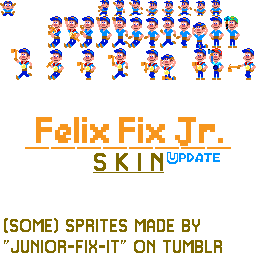 Felix Fix Jr.
SKIN UPDATE
(SOME) SPRITES MADE BY
"JUNIOR-FIX-IT" ON TUMBLR